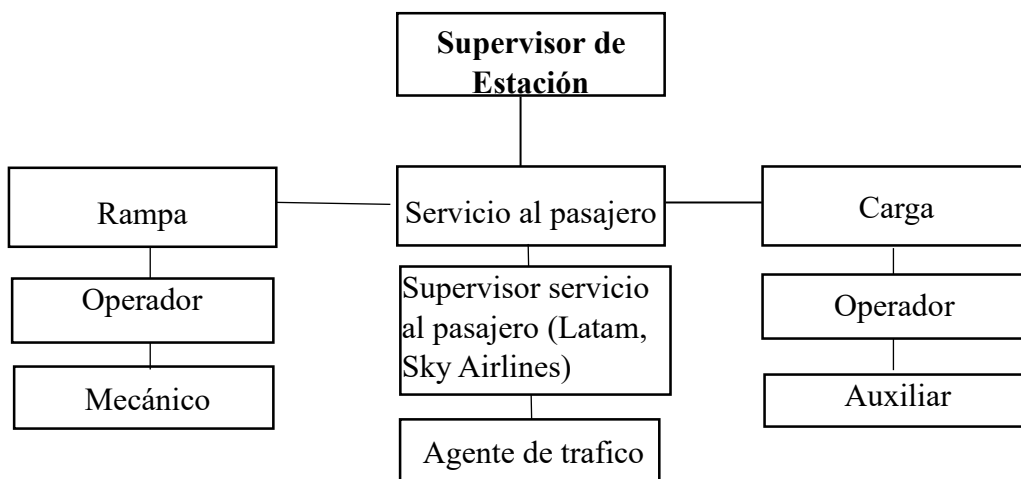 Supervisor de
Estación
Rampa
Servicio al pasajero
Carga
Operador
Supervisor servicio
al pasajero (Latam,
Sky Airlines)
Operador
Mecánico
Auxiliar
Agente de trafico